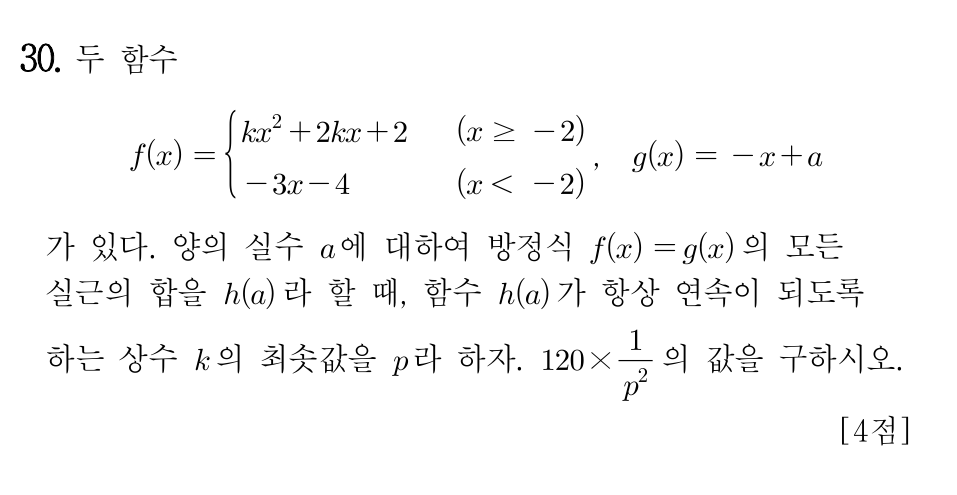 30. 두 함수
f(x) = { kx² + 2kx + 2 (x ≥ -2)
-3x - 4 (x < -2) , g(x) = -x + a
가 있다. 양의 실수 a에 대하여 방정식 f(x) = g(x)의 모든
실근의 합을 h(a)라 할 때, 함수 h(a)가 항상 연속이 되도록
하는 상수 k의 최솟값을 p라 하자. 120 × 1/p² 의 값을 구하시오.
[4점]